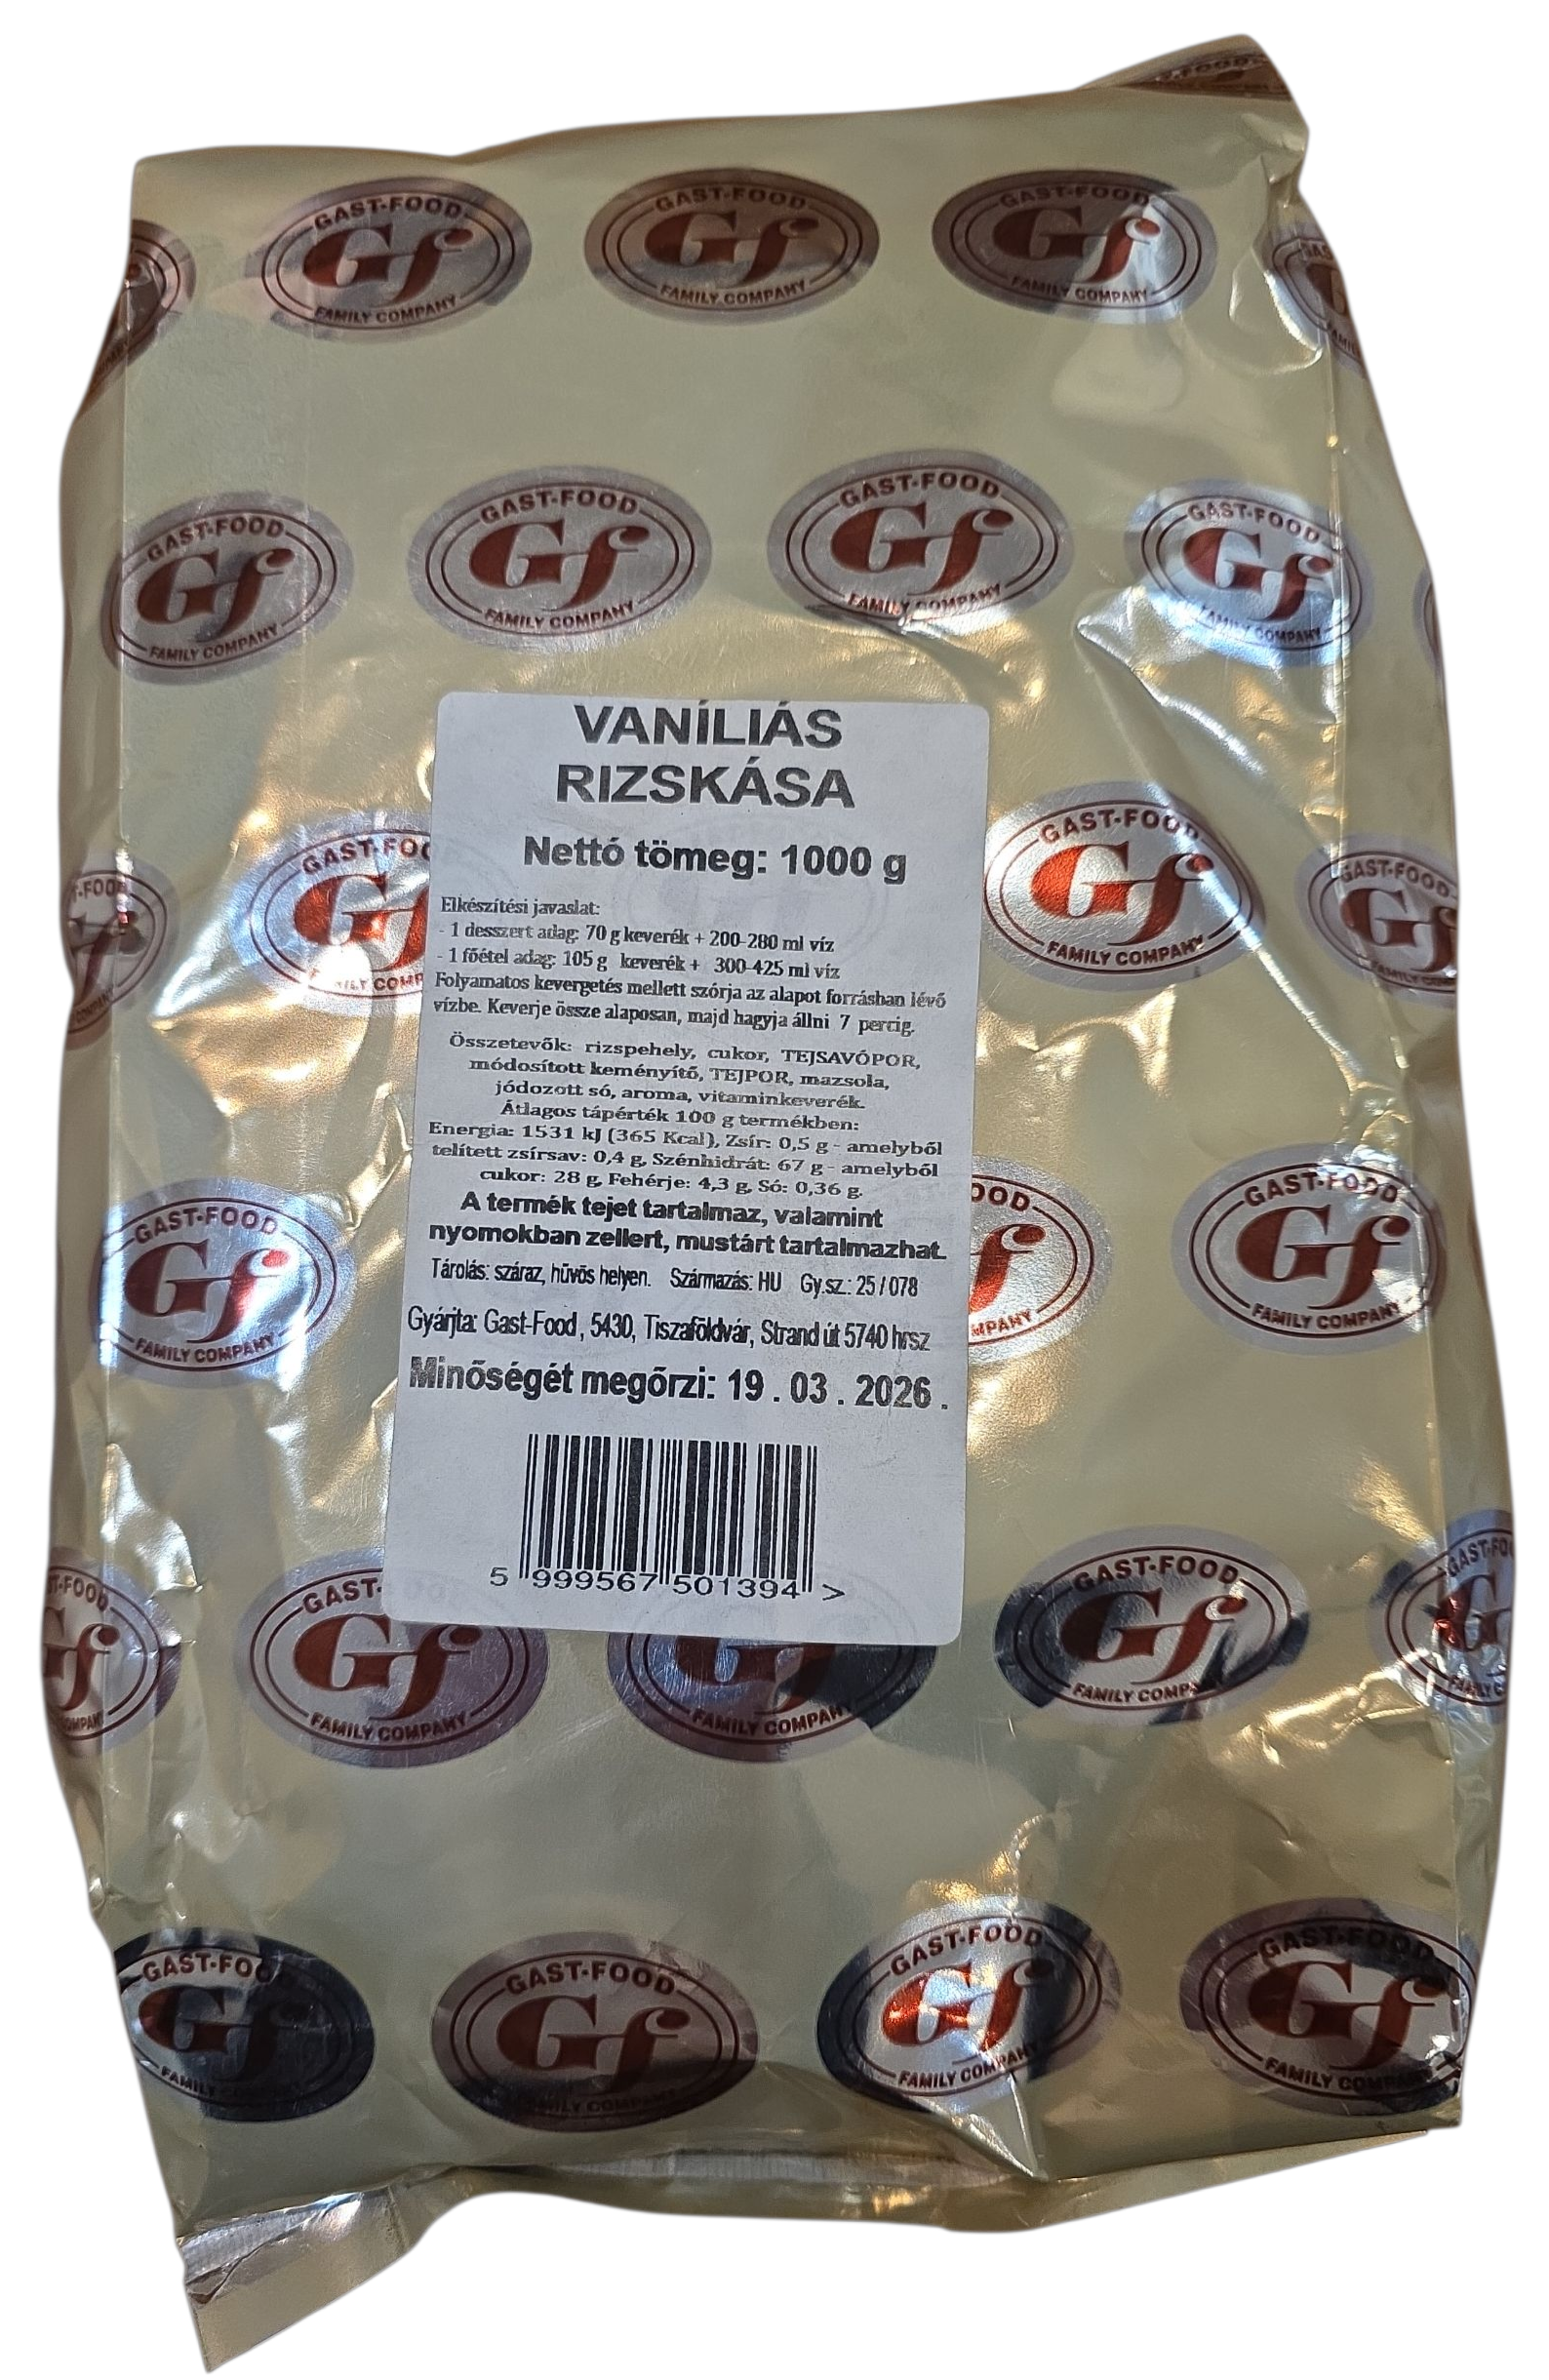 GAST-FOOD
Gf
FAMILY COMPANY
VANÍLIÁS
RIZSKÁSA
Nettó tömeg: 1000 g
Elkészítési javaslat:
- 1 desszert adag: 70 g keverék + 200-280 ml víz
- 1 főétel adag: 105 g keverék + 300-425 ml víz
Folyamatos kevergetés mellett szórja az alapot forrásban lévő
vízbe. Keverje össze alaposan, majd hagyja állni 7 percig.
Összetevők: rizspehely, cukor, TEJSAVÓPOR,
módosított keményítő, TEJPOR, mazsola,
jódozott só, aroma, vitaminkeverék.
Átlagos tápérték 100 g termékben:
Energia: 1531 kJ (365 Kcal), Zsír: 0,5 g - amelyből
telített zsírsav: 0,4 g, Szénhidrát: 67 g - amelyből
cukor: 28 g, Fehérje: 4,3 g, Só: 0,36 g.
A termék tejet tartalmaz, valamint
nyomokban zellert, mustárt tartalmazhat.
Tárolás: száraz, hűvös helyen. Származás: HU Gy.sz.: 25 / 078
Gyárjta: Gast-Food, 5430, Tiszaföldvár, Strand út 5740 hrsz
Minőségét megőrzi: 19 . 03 . 2026 .
5 999567 501394 >